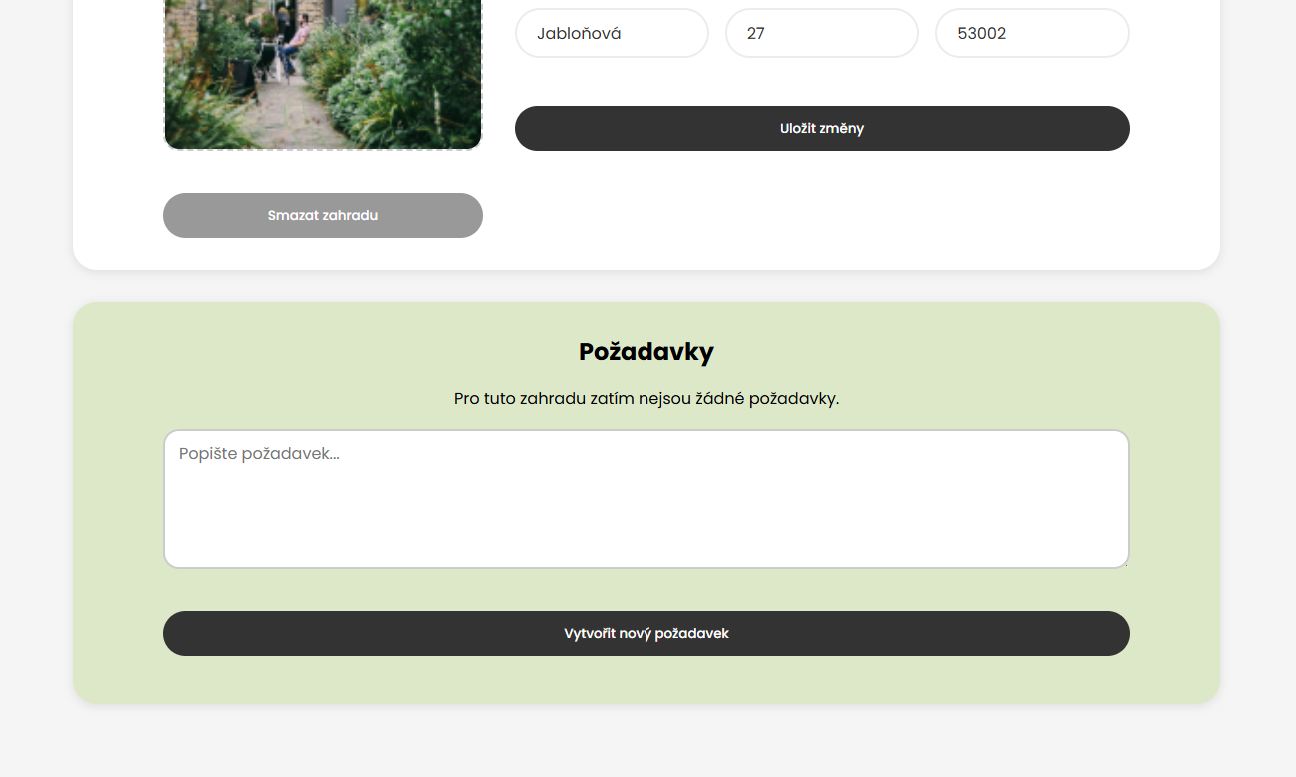 Jabloňová 27 53002
Uložit změny
Smazat zahradu
Požadavky
Pro tuto zahradu zatím nejsou žádné požadavky.
Popište požadavek...
Vytvořit nový požadavek